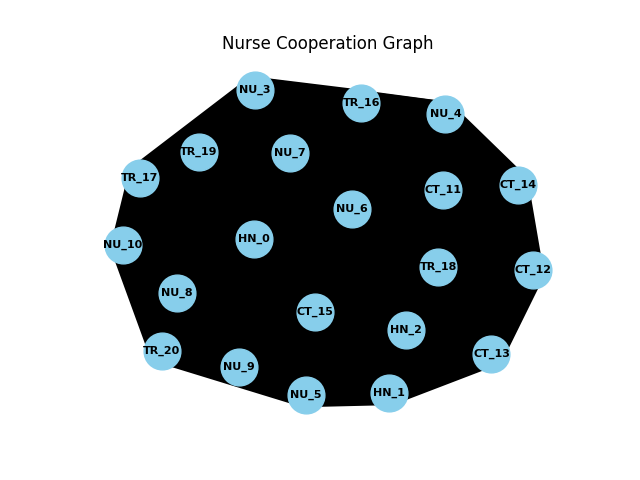 Nurse Cooperation Graph
NU_3
TR_16
NU_4
TR_19
NU_7
TR_17
CT_14
CT_11
NU_6
HN_0
NU_10
TR_18
CT_12
NU_8
CT_15
HN_2
TR_20
CT_13
NU_9
NU_5
HN_1